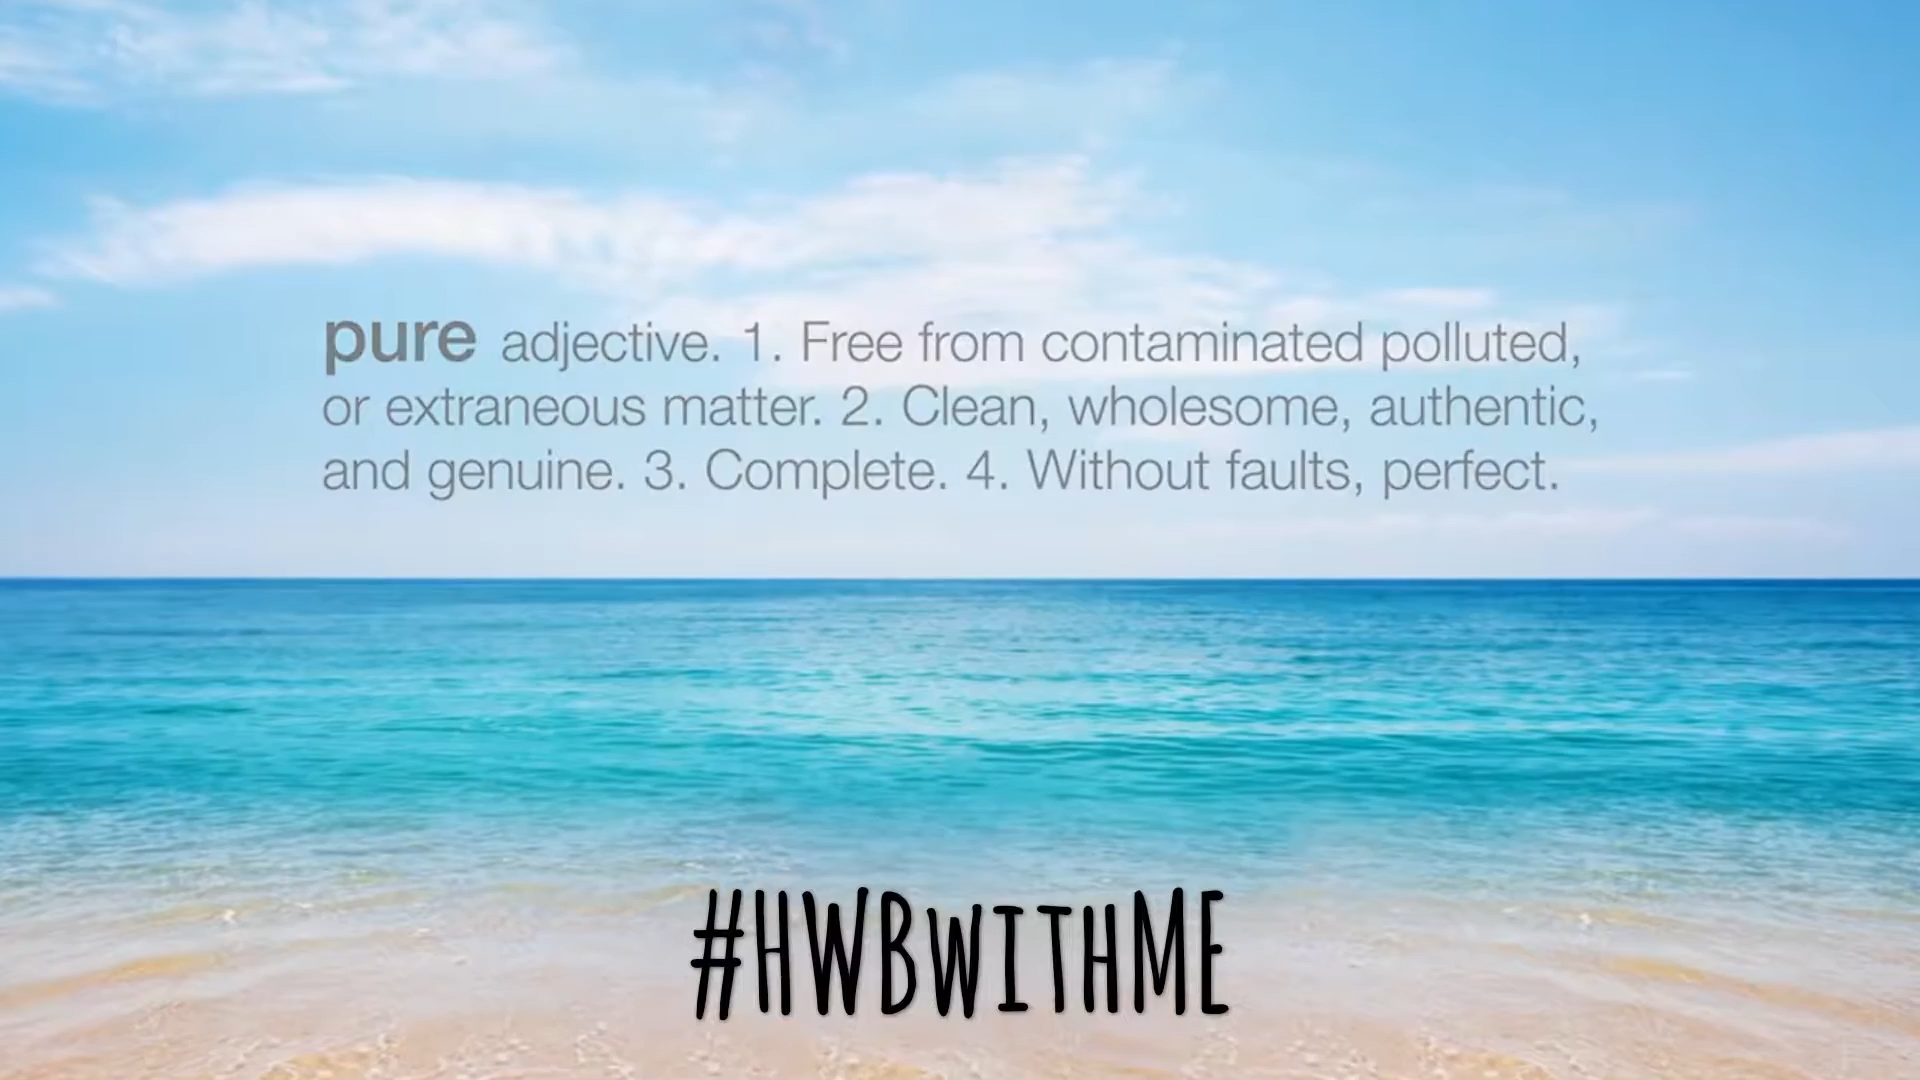 pure adjective. 1. Free from contaminated polluted,
or extraneous matter. 2. Clean, wholesome, authentic,
and genuine. 3. Complete. 4. Without faults, perfect.
#HWBwithME